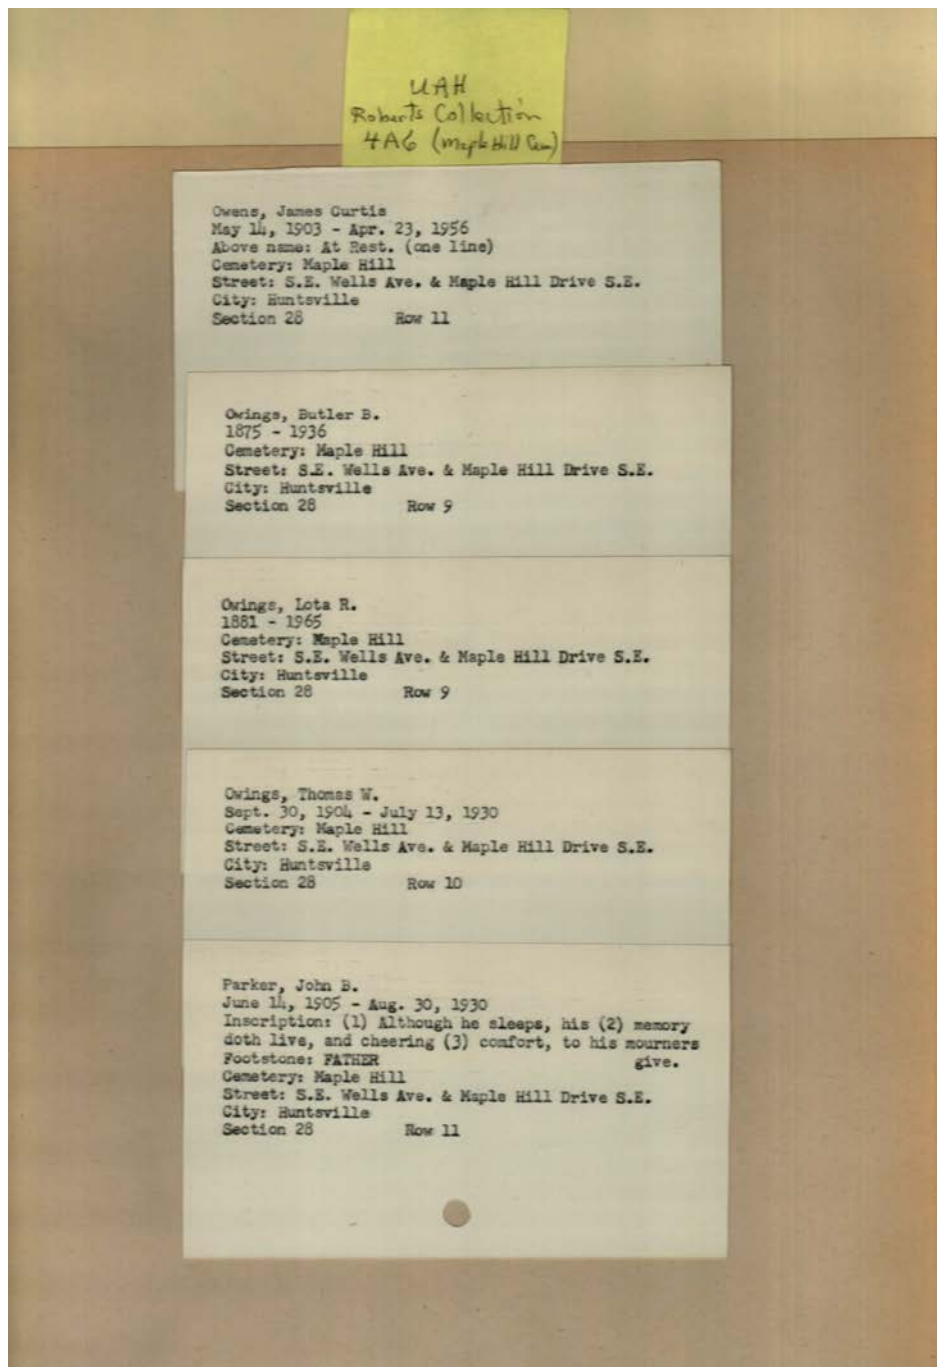 UAH
Roberts Collection
4A6 (Maple Hill Cem)
Owens, James Curtis
May 14, 1903 - Apr. 23, 1956
Above name: At Rest. (one line)
Cemetery: Maple Hill
Street: S.E. Wells Ave. & Maple Hill Drive S.E.
City: Huntsville
Section 28 Row 11
Owings, Butler B.
1875 - 1936
Cemetery: Maple Hill
Street: S.E. Wells Ave. & Maple Hill Drive S.E.
City: Huntsville
Section 28 Row 9
Owings, Lota R.
1881 - 1965
Cemetery: Maple Hill
Street: S.E. Wells Ave. & Maple Hill Drive S.E.
City: Huntsville
Section 28 Row 9
Owings, Thomas W.
Sept. 30, 1904 - July 13, 1930
Cemetery: Maple Hill
Street: S.E. Wells Ave. & Maple Hill Drive S.E.
City: Huntsville
Section 28 Row 10
Parker, John B.
June 14, 1905 - Aug. 30, 1930
Inscription: (1) Although he sleeps, his (2) memory
doth live, and cheering (3) comfort, to his mourners
Footstone: FATHER give.
Cemetery: Maple Hill
Street: S.E. Wells Ave. & Maple Hill Drive S.E.
City: Huntsville
Section 28 Row 11